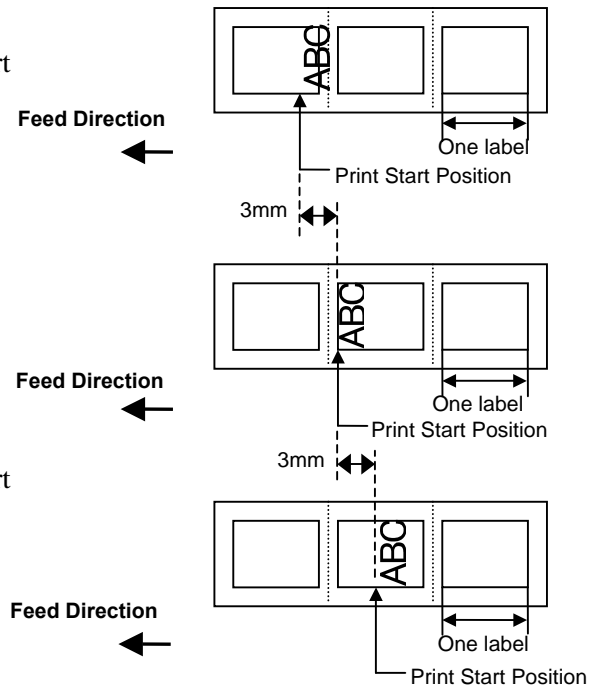 ABC
rt
Feed Direction
One label
Print Start Position
3mm
ABC
Feed Direction
One label
Print Start Position
3mm
rt
ABC
Feed Direction
One label
Print Start Position